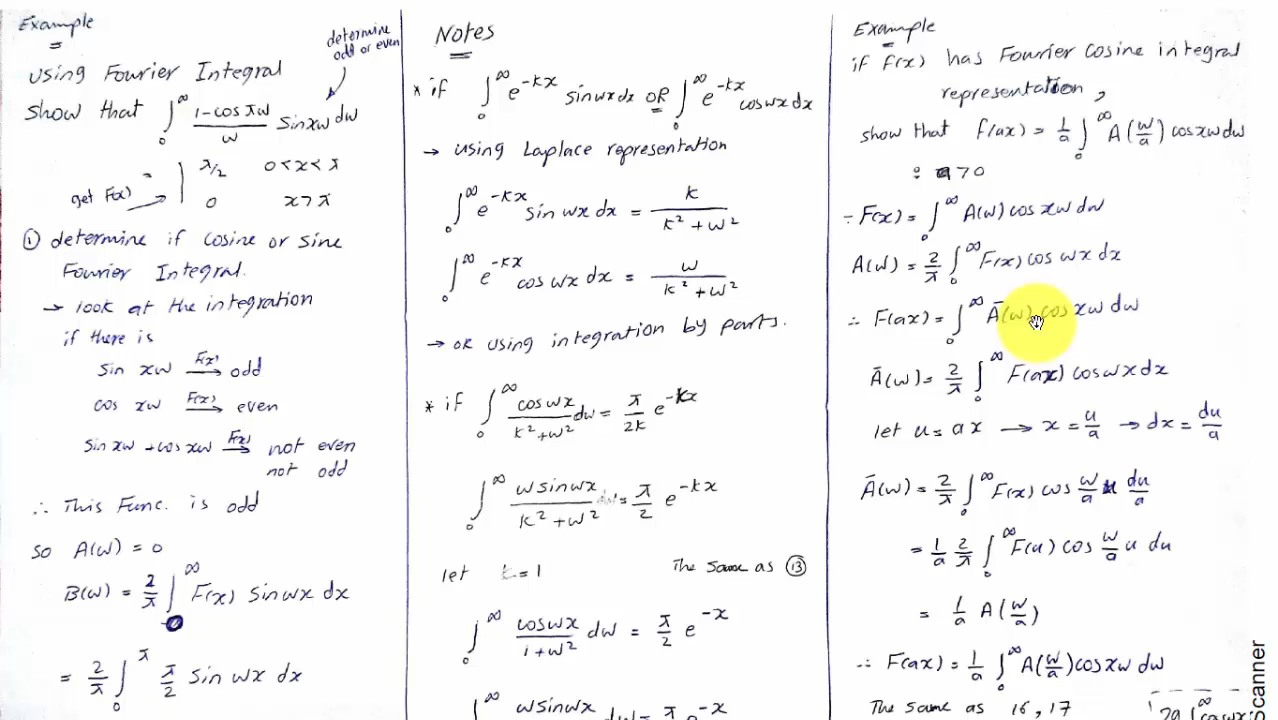 Example
determine
odd or even
using Fourier Integral
show that ∫₀^∞ (1-cos πw)/w sin xw dw
get F(x) = | π/2 0<x<π
0 x>π
① determine if cosine or sine
Fourier Integral.
→ look at the integration
if there is
sin xw —F(x)→ odd
cos xw —F(x)→ even
sin xw + cos xw —F(x)→ not even
not odd
∴ This Func. is odd
so A(w) = 0
B(w) = 2/π ∫₀^∞ F(x) sin wx dx
= 2/π ∫₀^π π/2 sin wx dx
Notes
* if ∫₀^∞ e^-kx sin wx dx OR ∫₀^∞ e^-kx cos wx dx
→ using Laplace representation
∫₀^∞ e^-kx sin wx dx = k/(k²+w²)
∫₀^∞ e^-kx cos wx dx = w/(k²+w²)
→ OR using integration by parts.
* if ∫₀^∞ cos wx/(k²+w²) dw = π/2k e^-kx
∫₀^∞ w sin wx/(k²+w²) dw = π/2 e^-kx
let k=1 The same as ⑬
∫₀^∞ cos wx/(1+w²) dw = π/2 e^-x
∫^∞ w sin wx dw = π e^-x
Example
if F(x) has Fourier cosine integral
representation,
show that f(ax) = 1/a ∫₀^∞ A(w/a) cos xw dw
: a>0
∵ F(x) = ∫₀^∞ A(w) cos xw dw
A(w) = 2/π ∫₀^∞ F(x) cos wx dx
∴ F(ax) = ∫₀^∞ Ā(w) cos xw dw
Ā(w) = 2/π ∫₀^∞ F(ax) cos wx dx
let u = ax → x = u/a → dx = du/a
Ā(w) = 2/π ∫₀^∞ F(x) cos w/a u du/a
= 1/a 2/π ∫₀^∞ F(u) cos w/a u du
= 1/a A(w/a)
∴ F(ax) = 1/a ∫₀^∞ A(w/a) cos xw dw
The same as 16, 17
Scanner